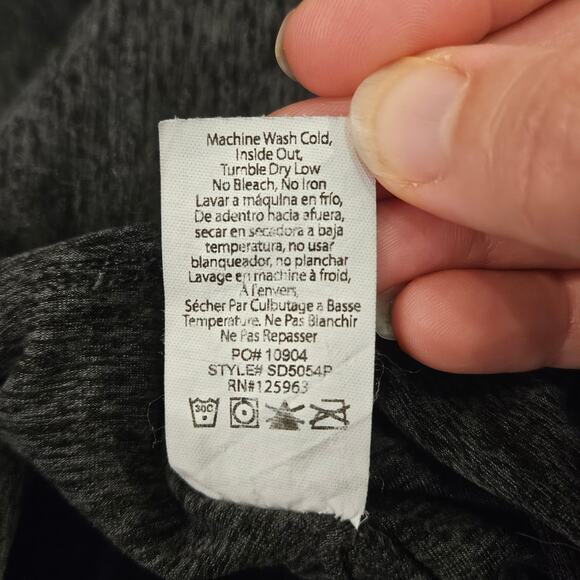 Machine Wash Cold,
Inside Out,
Tumble Dry Low
No Bleach, No Iron
Lavar a máquina en frío,
De adentro hacia afuera,
secar en secadora a baja
temperatura, no usar
blanqueador, no planchar
Lavage en machine à froid,
À l'envers,
Sécher Par Culbutage a Basse
Temperature. Ne Pas Blanchir
Ne Pas Repasser
PO# 10904
STYLE# SD5054P
RN#125963
30C